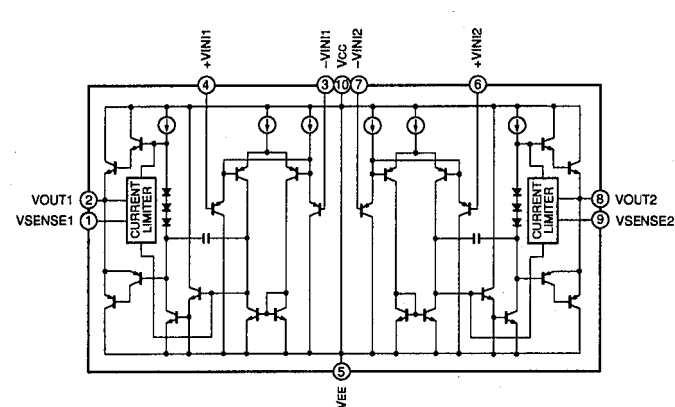 +VINI1
-VINI1
VCC
-VINI2
+VINI2
4
3
10
7
6
VOUT1 2
VSENSE1 1
CURRENT
LIMITER
CURRENT
LIMITER
8 VOUT2
9 VSENSE2
5
VEE